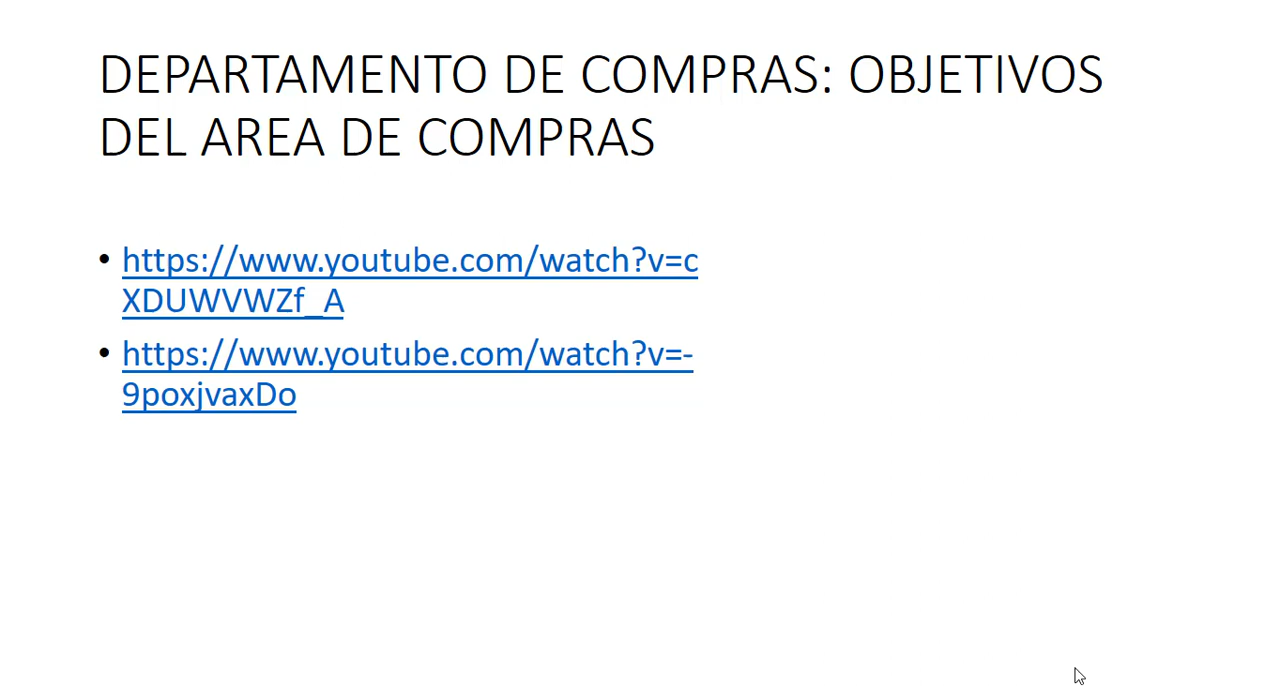 DEPARTAMENTO DE COMPRAS: OBJETIVOS
DEL AREA DE COMPRAS
• https://www.youtube.com/watch?v=c
XDUWVWZf_A
• https://www.youtube.com/watch?v=-
9poxjvaxDo